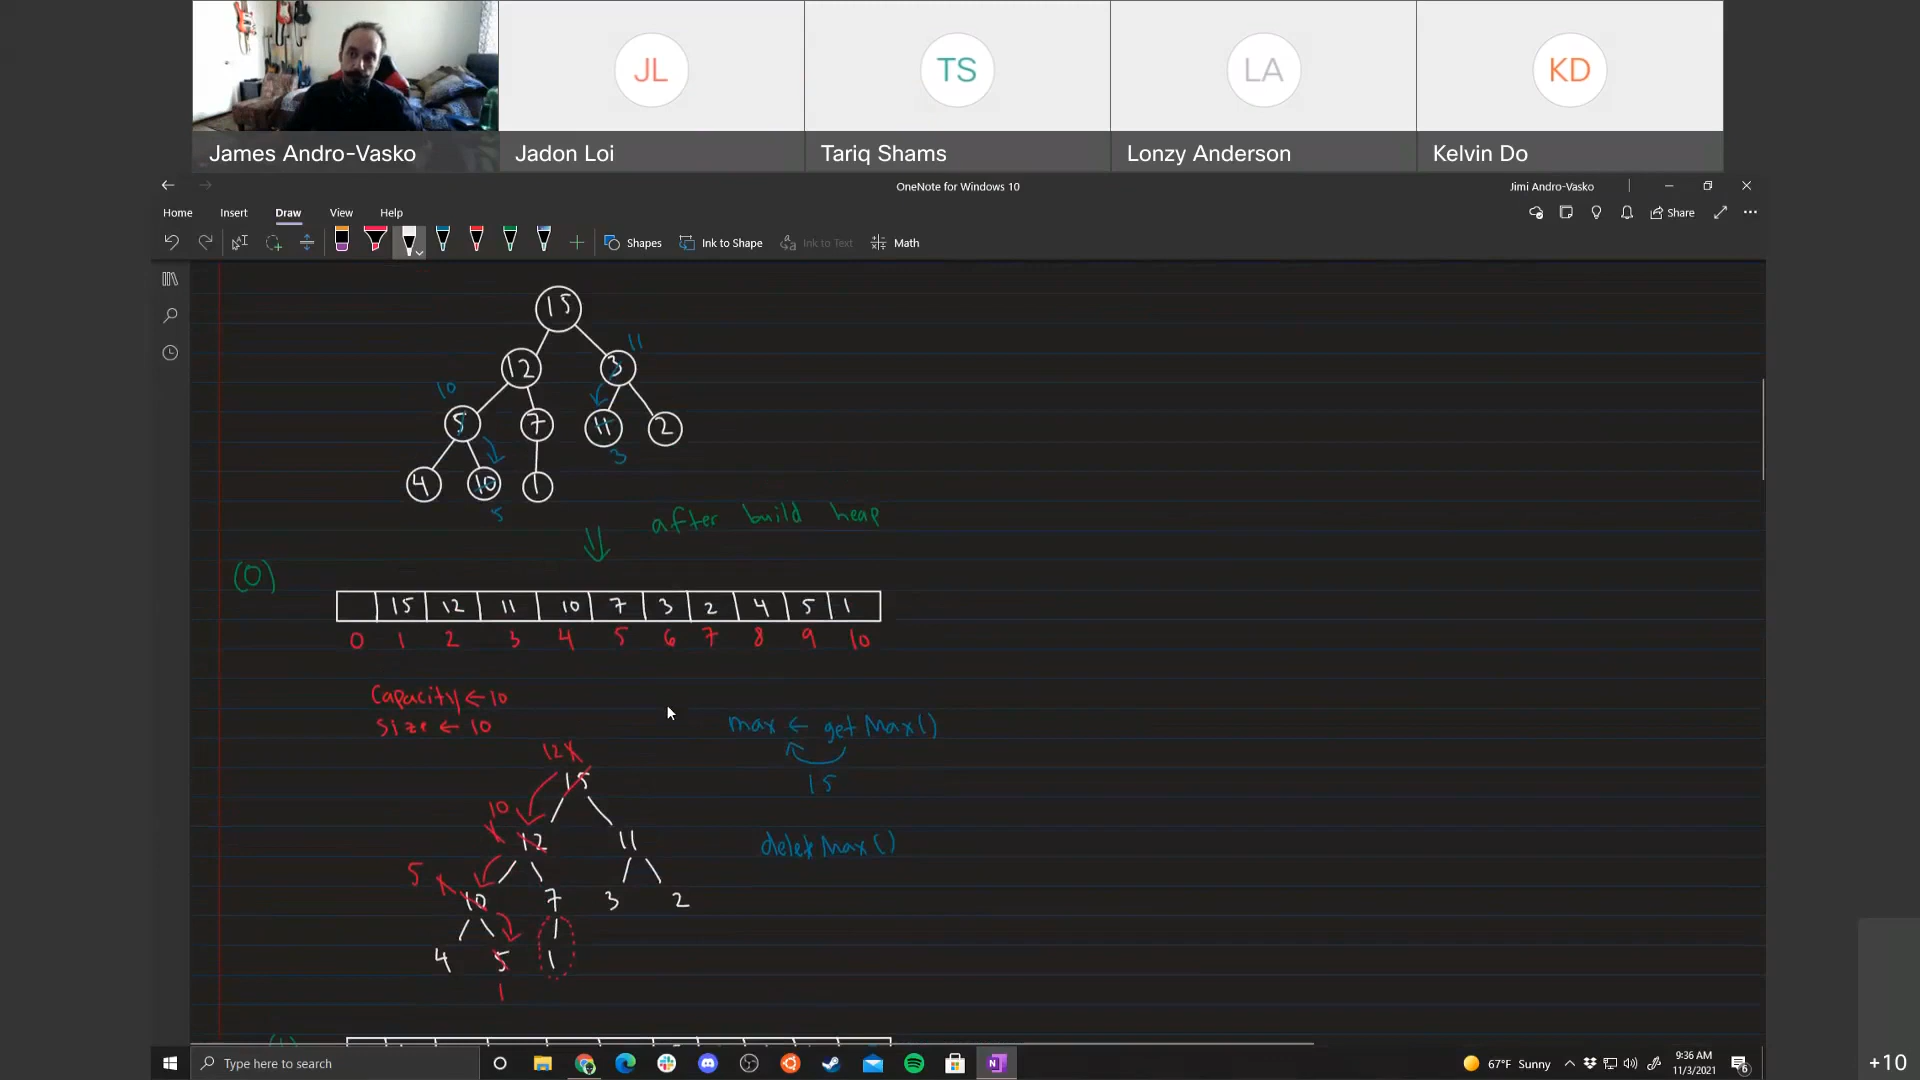 JL
TS
LA
KD
James Andro-Vasko
Jadon Loi
Tariq Shams
Lonzy Anderson
Kelvin Do
OneNote for Windows 10
Jimi Andro-Vasko
Home Insert Draw View Help
Share
Shapes Ink to Shape Ink to Text Math
15
11
12 3
10
5 7 11 2
3
4 10 1
5
after build heap
(0)
15 12 11 10 7 3 2 4 5 1
0 1 2 3 4 5 6 7 8 9 10
Capacity ← 10
Size ← 10
max ← getMax()
15
12
15
10
12 11
deletMax()
5
10 7 3 2
4 5 1
1
Type here to search
67°F Sunny
9:36 AM
11/3/2021
6
+10